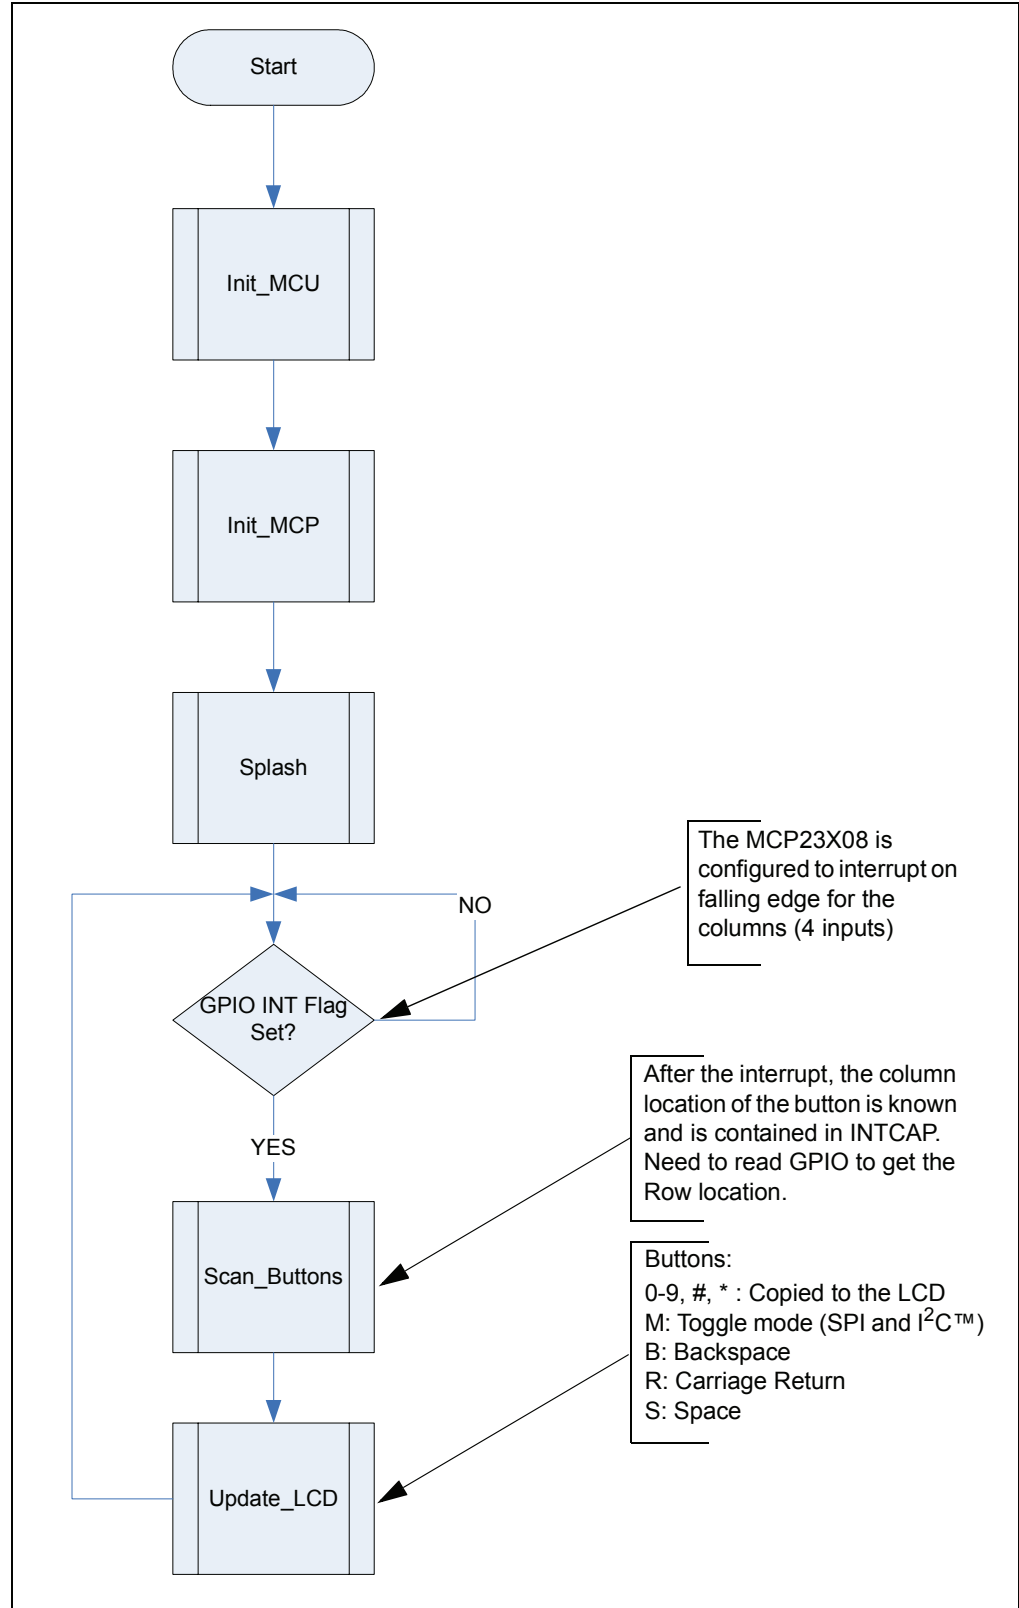 Start
Init_MCU
Init_MCP
Splash
The MCP23X08 is
configured to interrupt on
falling edge for the
columns (4 inputs)
NO
GPIO INT Flag
Set?
After the interrupt, the column
location of the button is known
and is contained in INTCAP.
Need to read GPIO to get the
Row location.
YES
Scan_Buttons
Buttons:
0-9, #, * : Copied to the LCD
M: Toggle mode (SPI and I²C™)
B: Backspace
R: Carriage Return
S: Space
Update_LCD